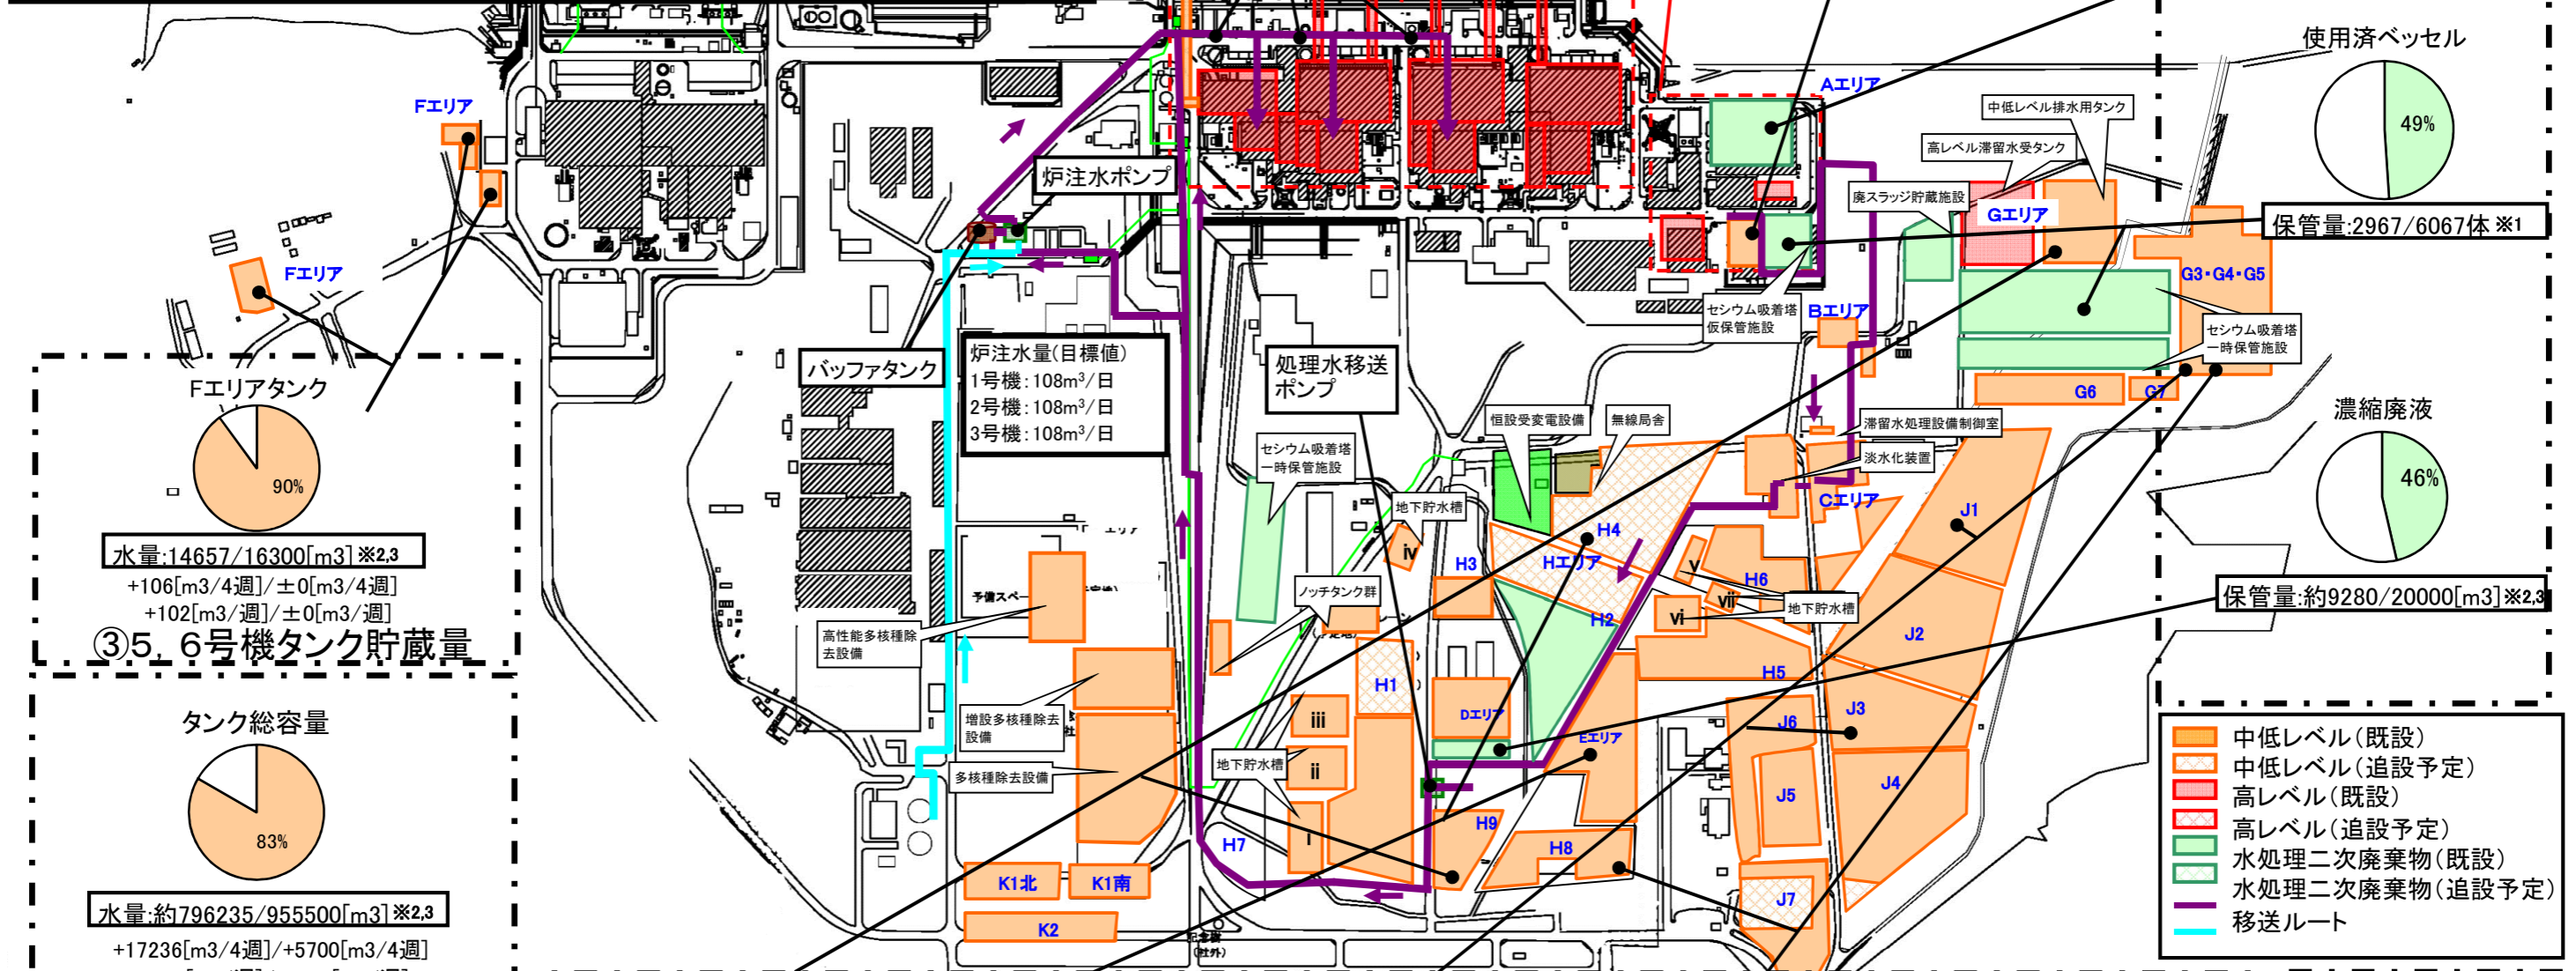 使用済ベッセル
49%
保管量:2967/6067体 ※1
Aエリア
中低レベル排水用タンク
高レベル滞留水受タンク
廃スラッジ貯蔵施設
Gエリア
G3・G4・G5
Fエリア
炉注水ポンプ
Fエリア
セシウム吸着塔
仮保管施設
Bエリア
セシウム吸着塔
一時保管施設
G6
G7
バッファタンク
炉注水量(目標値)
1号機:108m³/日
2号機:108m³/日
3号機:108m³/日
処理水移送
ポンプ
Fエリアタンク
90%
水量:14657/16300[m3]※2,3
+106[m3/4週]/±0[m3/4週]
+102[m3/週]/±0[m3/週]
③5,6号機タンク貯蔵量
濃縮廃液
46%
保管量:約9280/20000[m3]※2,3
恒設受変電設備
無線局舎
滞留水処理設備制御室
淡水化装置
Cエリア
セシウム吸着塔
一時保管施設
地下貯水槽
iv
H3
H4
Hエリア
H2
J1
v
H6
vii
vi
地下貯水槽
J2
H5
エリア
予備スペー
ノッチタンク群
高性能多核種除
去設備
H1
Dエリア
Eエリア
J6
J3
増設多核種除去
設備
多核種除去設備
iii
ii
i
地下貯水槽
J5
J4
H7
H9
H8
J7
K1北
K1南
K2
記念樹
(社外)
タンク総容量
83%
水量:約796235/955500[m3]※2,3
+17236[m3/4週]/+5700[m3/4週]
中低レベル(既設)
中低レベル(追設予定)
高レベル(既設)
高レベル(追設予定)
水処理二次廃棄物(既設)
水処理二次廃棄物(追設予定)
移送ルート